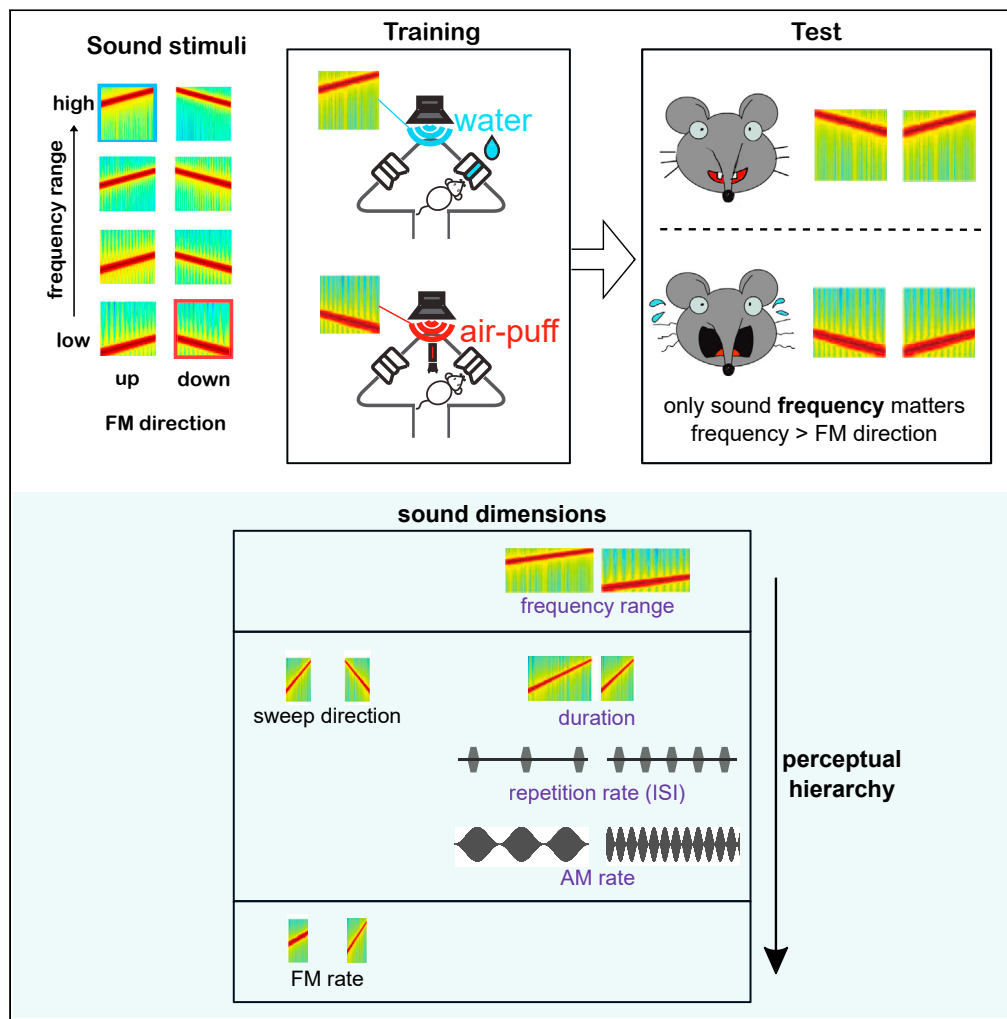 Sound stimuli
high
frequency range
low
up
down
FM direction
Training
water
air-puff
Test
only sound frequency matters
frequency > FM direction
sound dimensions
frequency range
sweep direction
duration
repetition rate (ISI)
AM rate
FM rate
perceptual
hierarchy